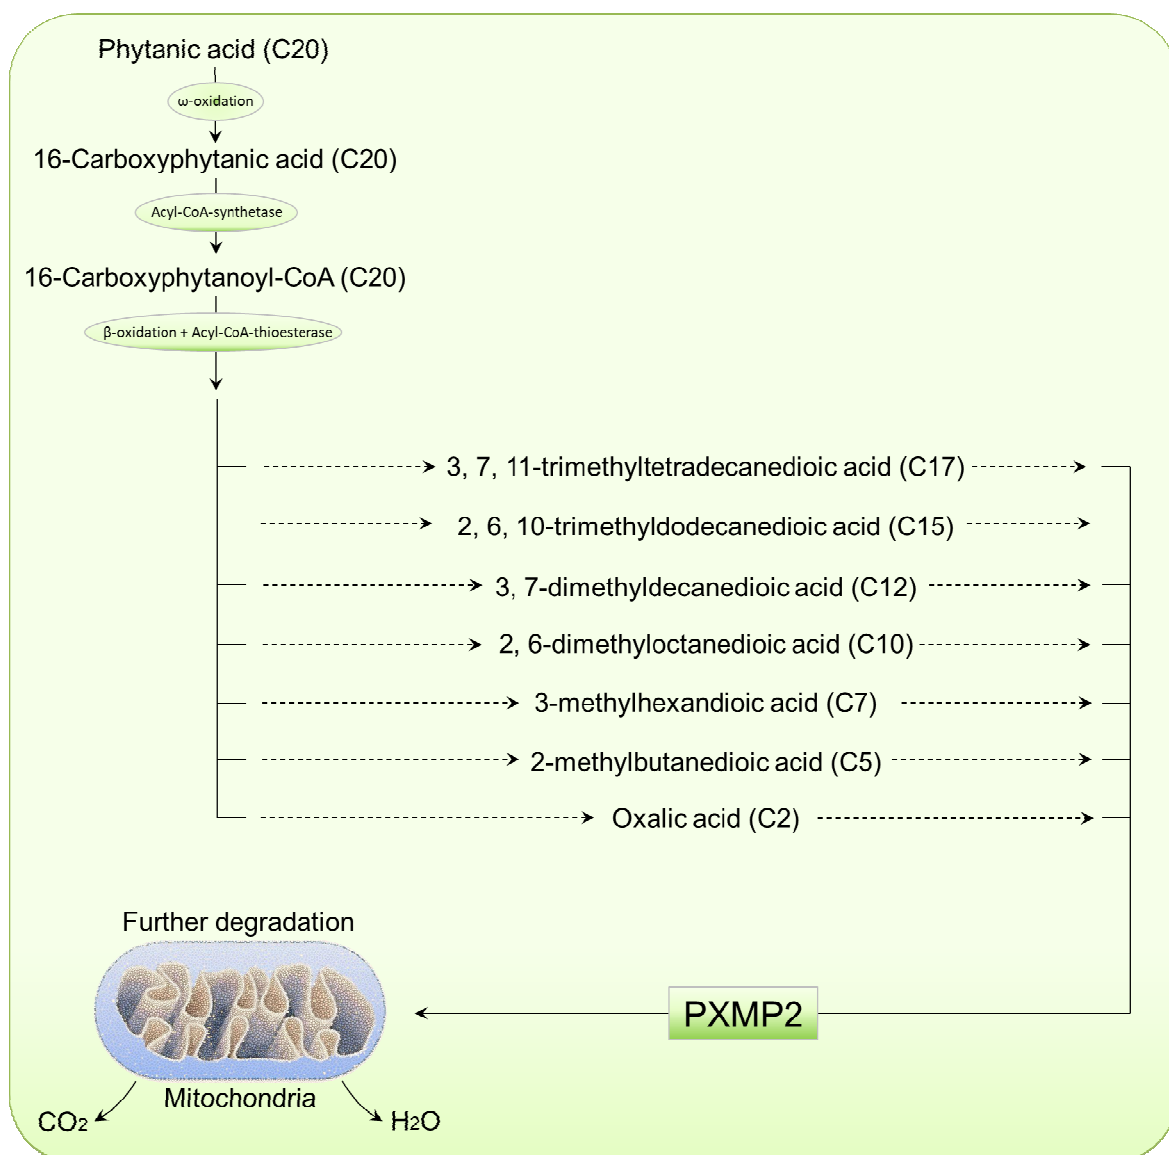 Phytanic acid (C20)
ω-oxidation
16-Carboxyphytanic acid (C20)
Acyl-CoA-synthetase
16-Carboxyphytanoyl-CoA (C20)
β-oxidation + Acyl-CoA-thioesterase
3, 7, 11-trimethyltetradecanedioic acid (C17)
2, 6, 10-trimethyldodecanedioic acid (C15)
3, 7-dimethyldecanedioic acid (C12)
2, 6-dimethyloctanedioic acid (C10)
3-methylhexandioic acid (C7)
2-methylbutanedioic acid (C5)
Oxalic acid (C2)
Further degradation
PXMP2
Mitochondria
CO2
H2O